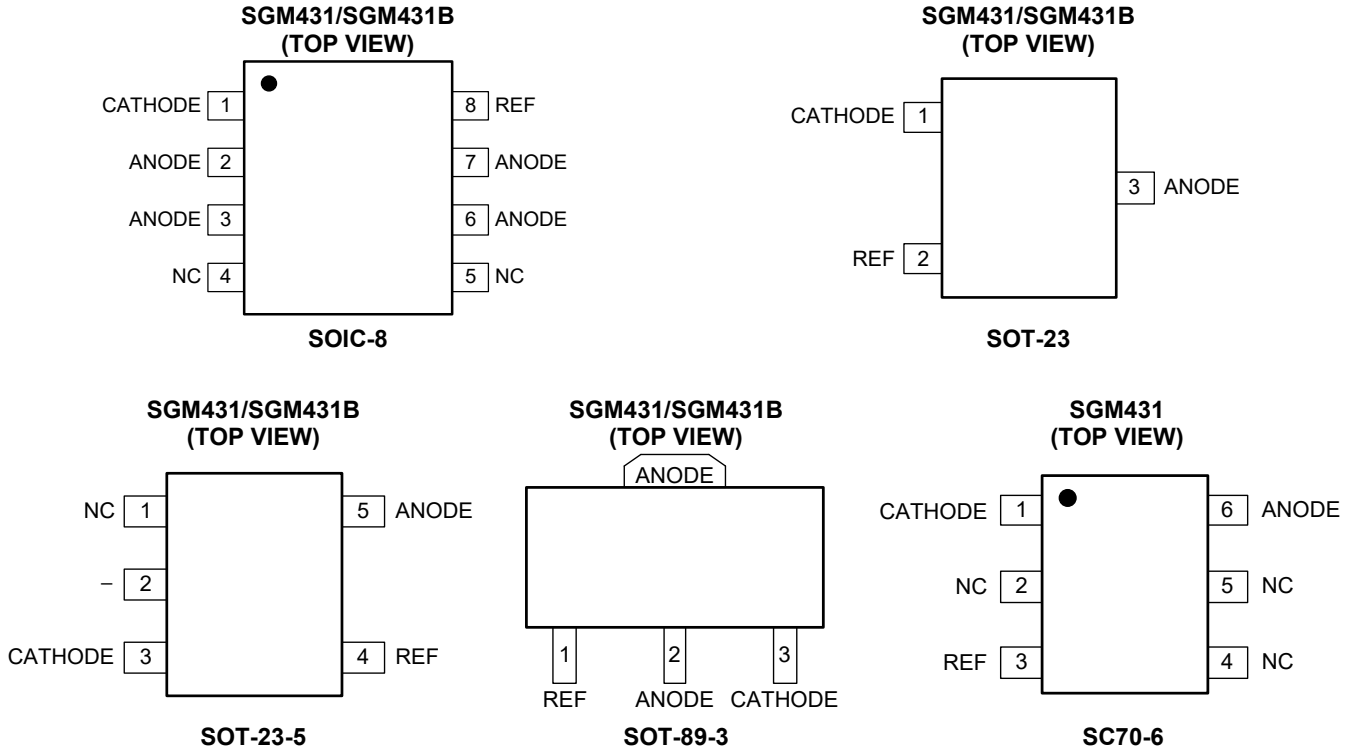 SGM431/SGM431B
(TOP VIEW)
CATHODE 1
8 REF
ANODE 2
7 ANODE
ANODE 3
6 ANODE
NC 4
5 NC
SOIC-8
SGM431/SGM431B
(TOP VIEW)
CATHODE 1
3 ANODE
REF 2
SOT-23
SGM431/SGM431B
(TOP VIEW)
NC 1
5 ANODE
– 2
CATHODE 3
4 REF
SOT-23-5
SGM431/SGM431B
(TOP VIEW)
ANODE
1 2 3
REF ANODE CATHODE
SOT-89-3
SGM431
(TOP VIEW)
CATHODE 1
6 ANODE
NC 2
5 NC
REF 3
4 NC
SC70-6